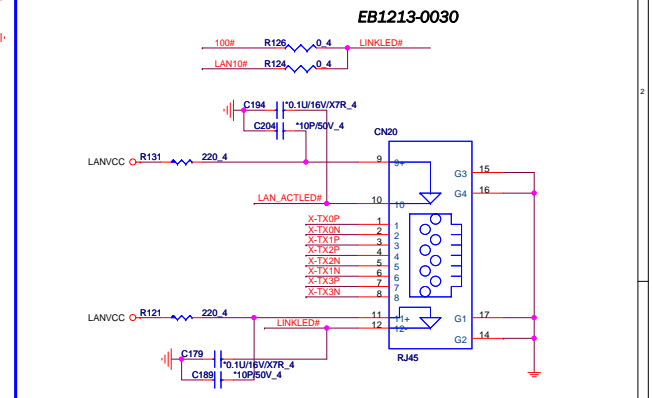 EB1213-0030
100# R126 0_4 LINKLED#
LAN10# R124 0_4
2
C194 *0.1U/16V/X7R_4
C204 *10P/50V_4
CN20
LANVCC R131 220_4 9 9+
G3 15
G4 16
LAN_ACTLED# 10 10
X-TX0P 1 1
X-TX0N 2 2
X-TX1P 3 3
X-TX2P 4 4
X-TX2N 5 5
X-TX1N 6 6
X-TX3P 7 7
X-TX3N 8 8
LANVCC R121 220_4 11 11+ G1 17
LINKLED# 12 12-
G2 14
C179 *0.1U/16V/X7R_4
C189 *10P/50V_4
RJ45